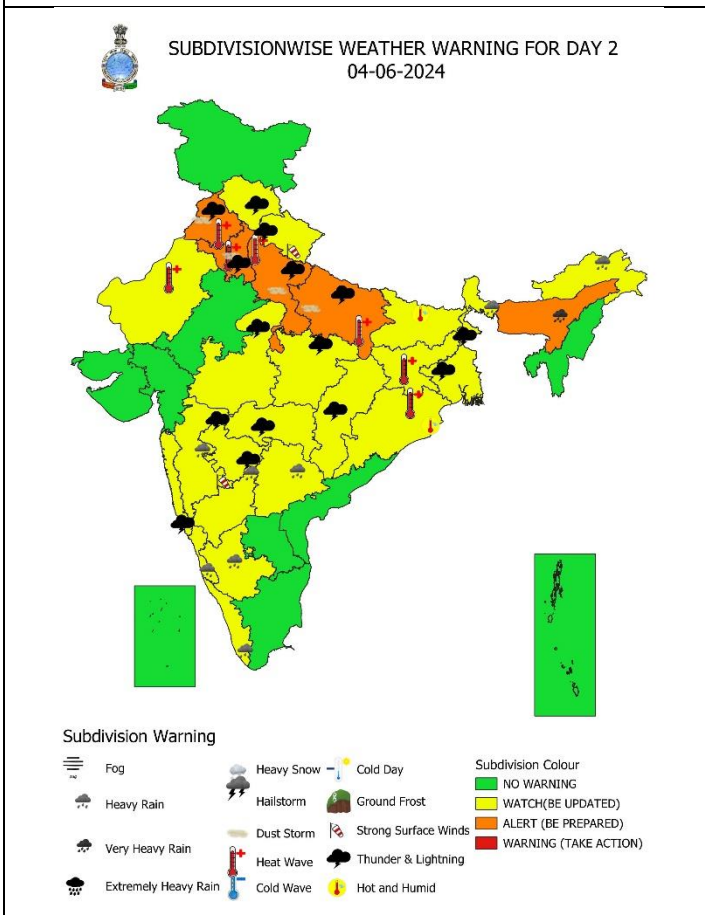 SUBDIVISIONWISE WEATHER WARNING FOR DAY 2
04-06-2024
Subdivision Warning
Fog
Heavy Rain
Very Heavy Rain
Extremely Heavy Rain
Heavy Snow
Hailstorm
Dust Storm
Heat Wave
Cold Wave
Cold Day
Ground Frost
Strong Surface Winds
Thunder & Lightning
Hot and Humid
Subdivision Colour
NO WARNING
WATCH(BE UPDATED)
ALERT (BE PREPARED)
WARNING (TAKE ACTION)